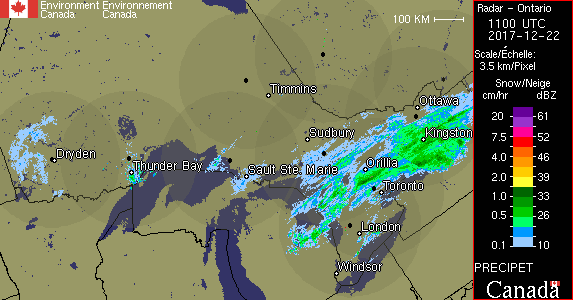 Environment Environnement
Canada Canada
Radar - Ontario
1100 UTC
2017-12-22
100 KM
Scale/Échelle:
3.5 km/Pixel
Snow/Neige
cm/hr dBZ
20 61
7.5 52
4.0 46
2.0 39
1.0 33
0.5 26
0.1 10
PRECIPET
Canada
Timmins
Ottawa
Sudbury
Kingston
Dryden
Thunder Bay
Sault Ste. Marie
Orillia
Toronto
London
Windsor